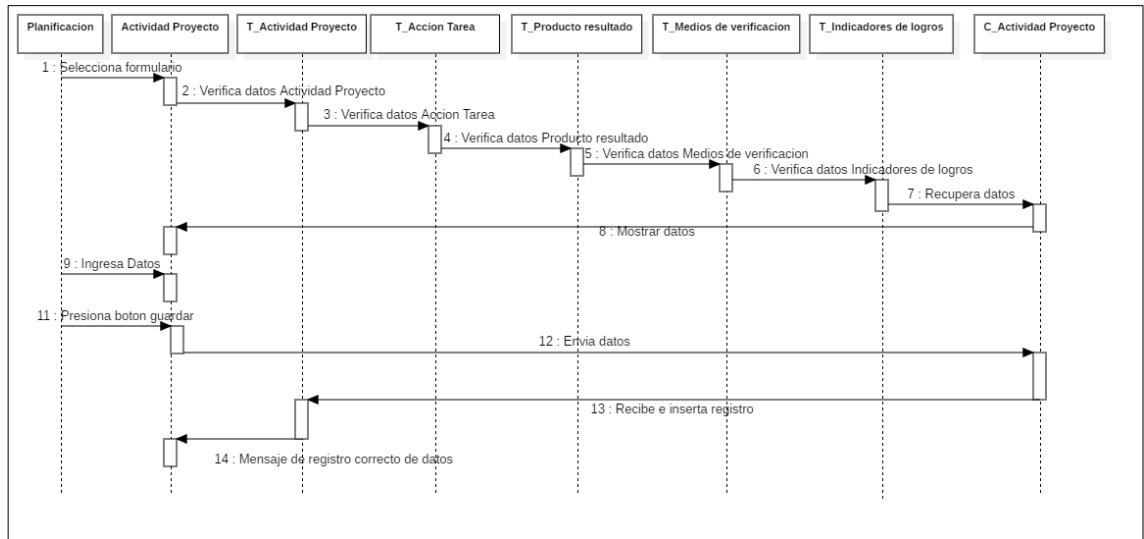 Planificacion
Actividad Proyecto
T_Actividad Proyecto
T_Accion Tarea
T_Producto resultado
T_Medios de verificacion
T_Indicadores de logros
C_Actividad Proyecto
1 : Selecciona formulario
2 : Verifica datos Actividad Proyecto
3 : Verifica datos Accion Tarea
4 : Verifica datos Producto resultado
5 : Verifica datos Medios de verificacion
6 : Verifica datos Indicadores de logros
7 : Recupera datos
8 : Mostrar datos
9 : Ingresa Datos
11 : Presiona boton guardar
12 : Envia datos
13 : Recibe e inserta registro
14 : Mensaje de registro correcto de datos